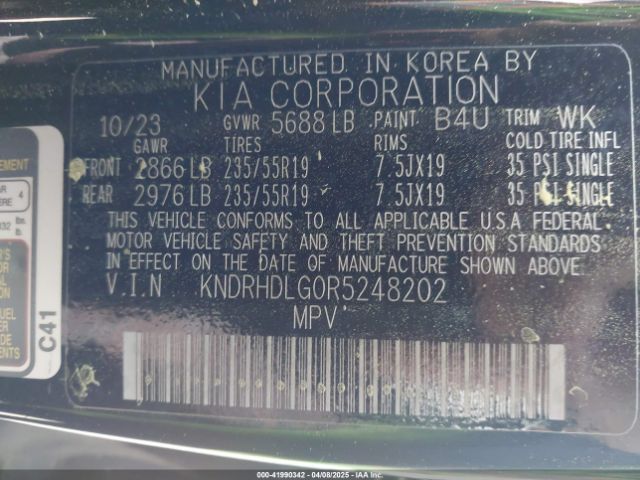 MANUFACTURED IN KOREA BY
KIA CORPORATION
10/23 GVWR 5688 LB PAINT B4U TRIM WK
GAWR TIRES RIMS COLD TIRE INFL
FRONT 2866 LB 235/55R19 7.5JX19 35 PSI SINGLE
REAR 2976 LB 235/55R19 7.5JX19 35 PSI SINGLE
THIS VEHICLE CONFORMS TO ALL APPLICABLE U.S.A FEDERAL
MOTOR VEHICLE SAFETY AND THEFT PREVENTION STANDARDS
IN EFFECT ON THE DATE OF MANUFACTURE SHOWN ABOVE.
V.I.N KNDRHDLG0R5248202
MPV
C41
000-41990342 · 04/08/2025 · IAA Inc. (IAA)